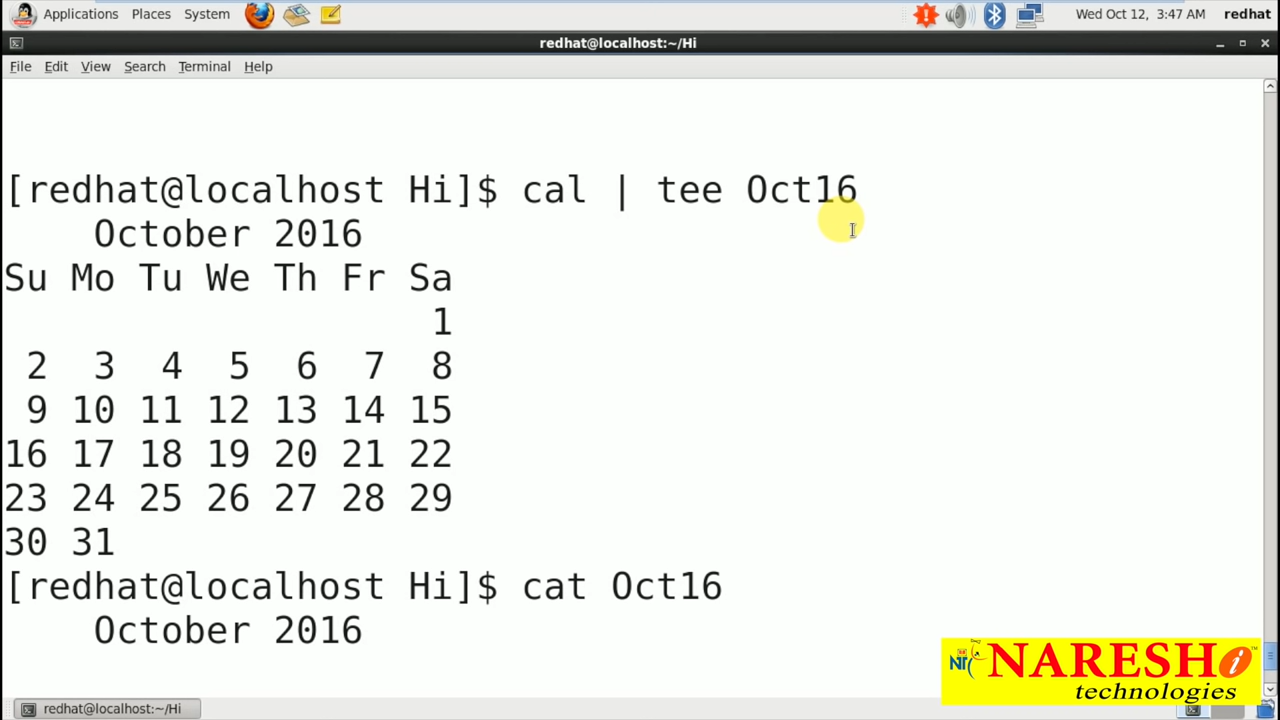 Applications Places System Wed Oct 12, 3:47 AM redhat
redhat@localhost:~/Hi
File Edit View Search Terminal Help
[redhat@localhost Hi]$ cal | tee Oct16
October 2016
Su Mo Tu We Th Fr Sa
1
2 3 4 5 6 7 8
9 10 11 12 13 14 15
16 17 18 19 20 21 22
23 24 25 26 27 28 29
30 31
[redhat@localhost Hi]$ cat Oct16
October 2016
NARESH i
technologies
redhat@localhost:~/Hi